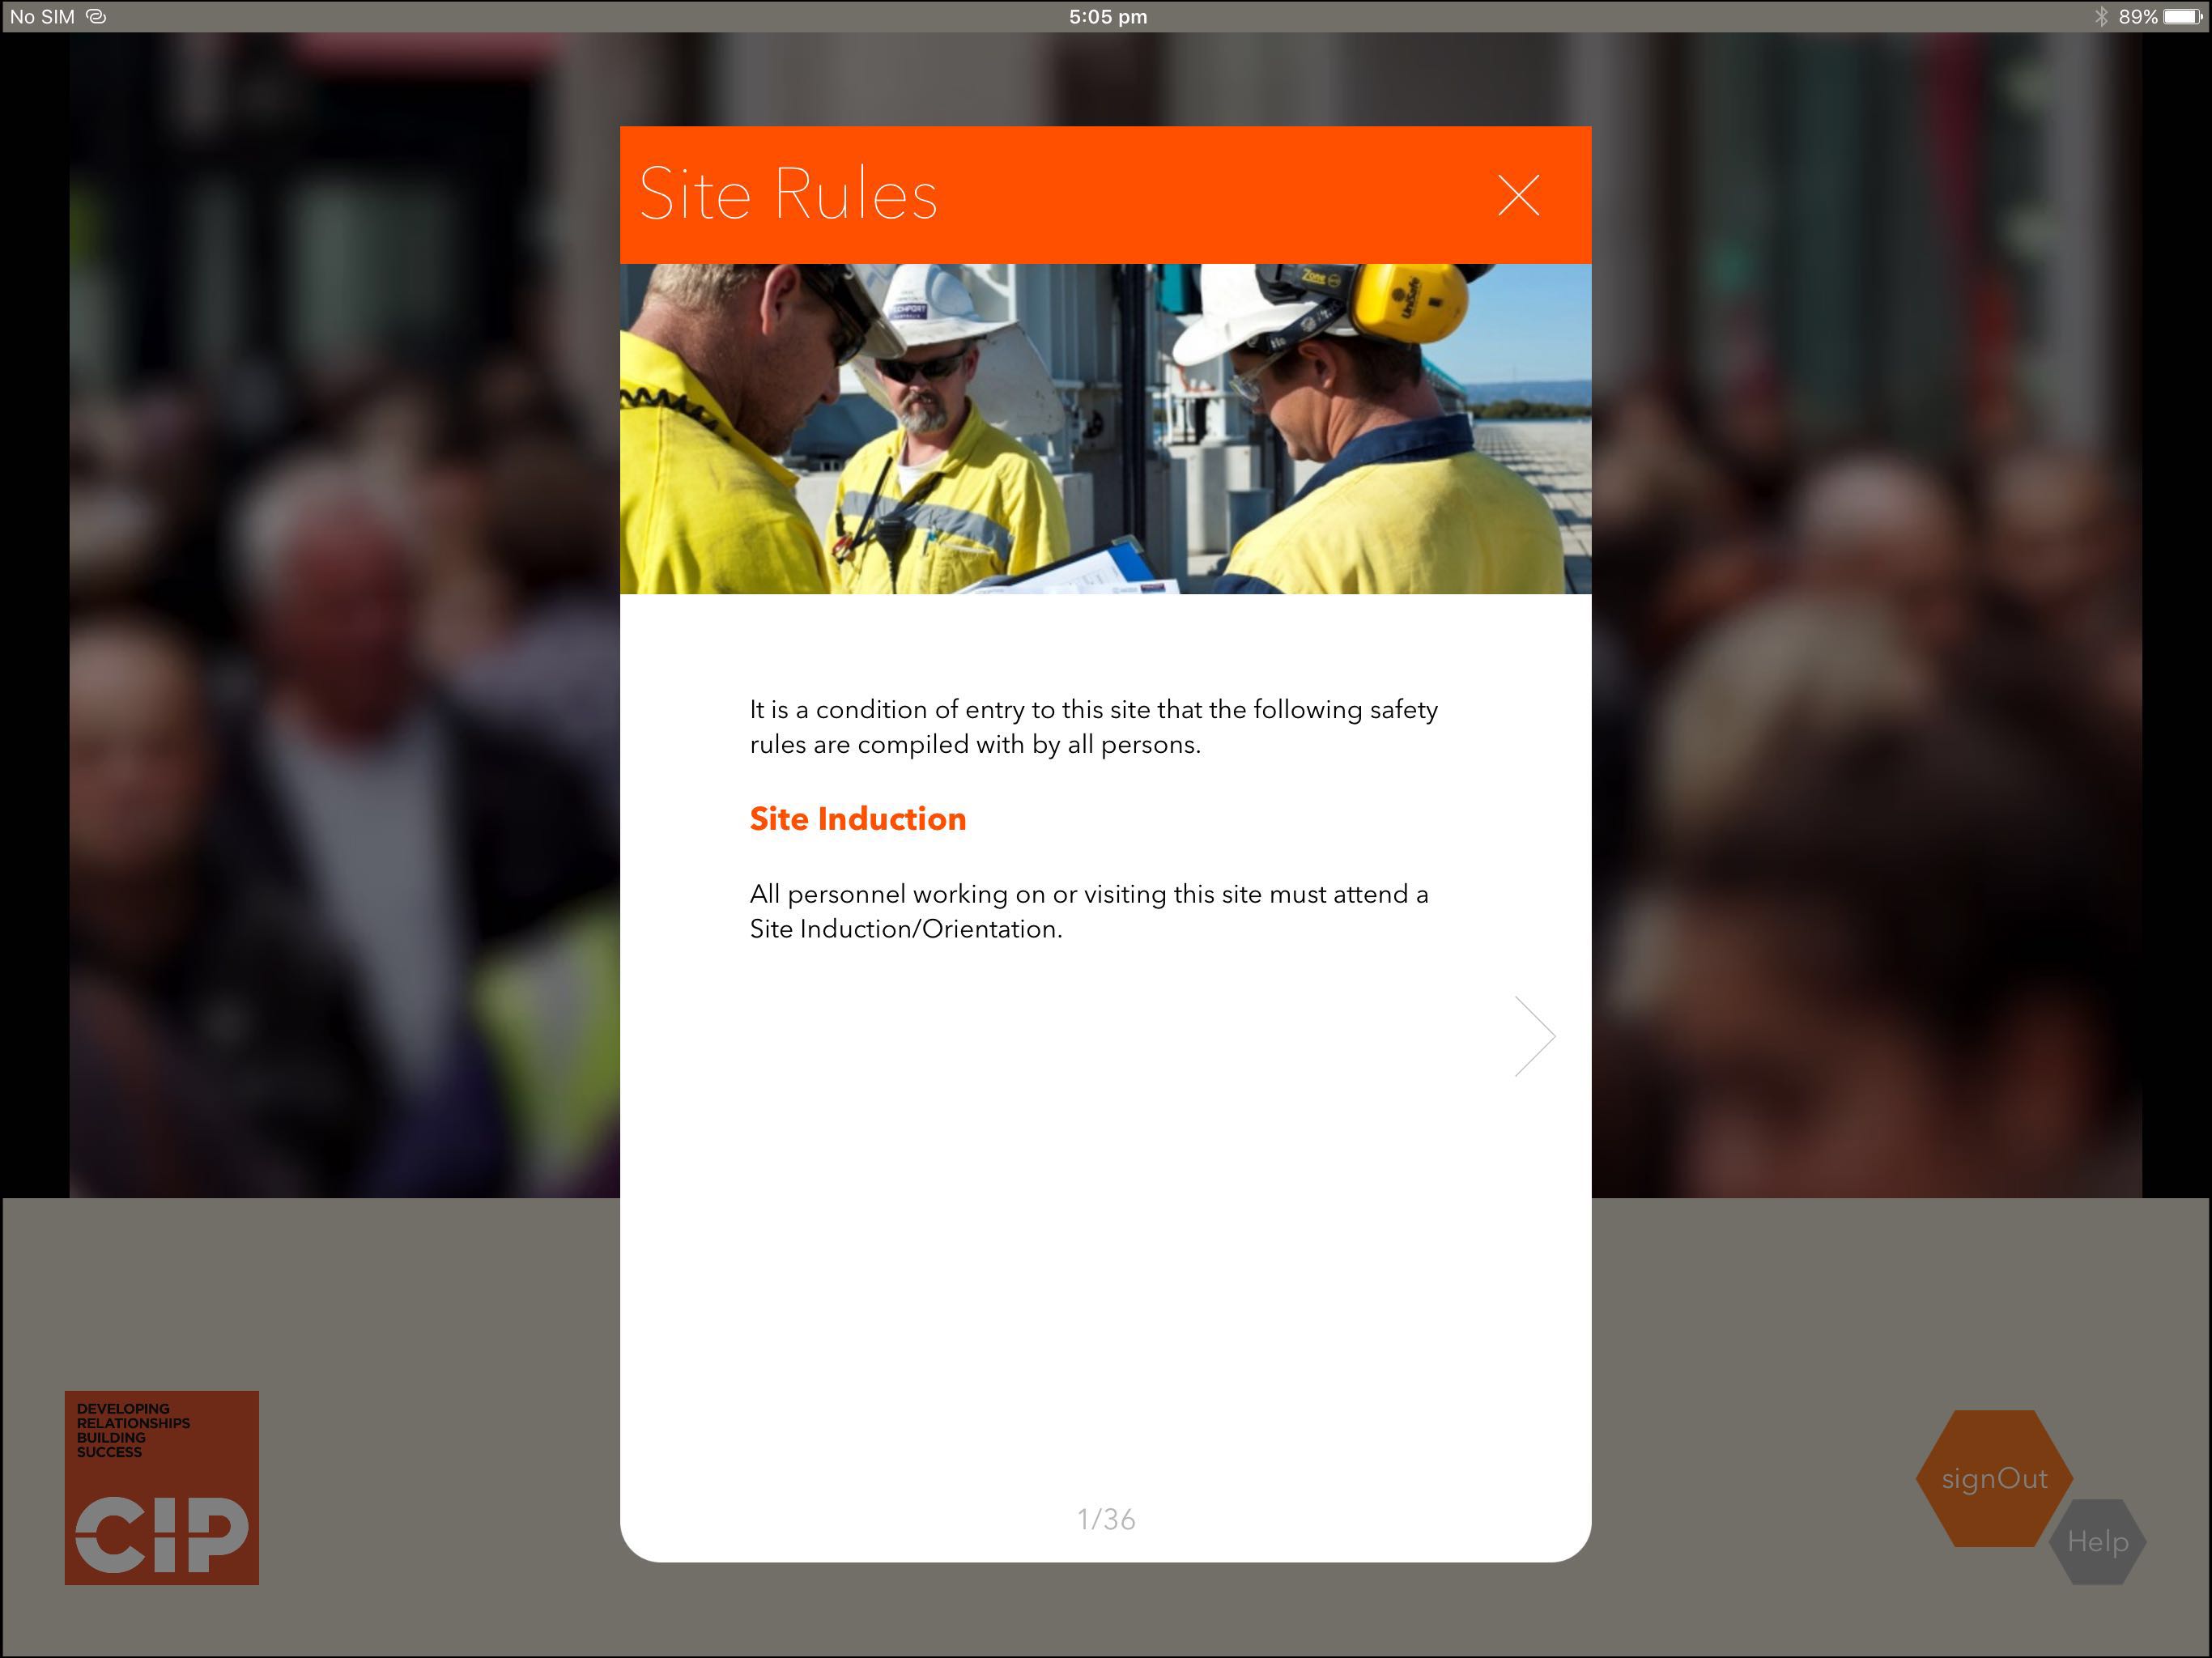 No SIM
5:05 pm
89%
Site Rules
Zone
UniSafe
It is a condition of entry to this site that the following safety
rules are compiled with by all persons.
Site Induction
All personnel working on or visiting this site must attend a
Site Induction/Orientation.
1/36
DEVELOPING
RELATIONSHIPS
BUILDING
SUCCESS
CIP
signOut
Help